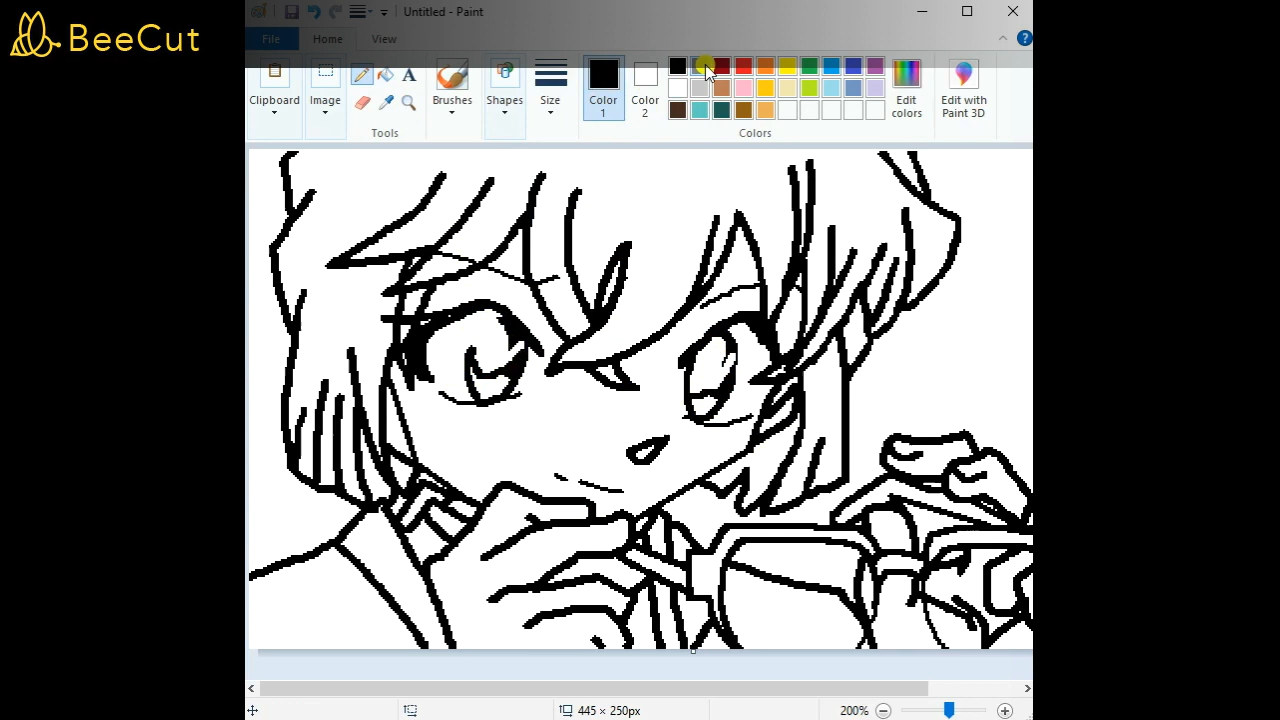 BeeCut
Untitled - Paint
File
Home
View
Clipboard
Image
A
Tools
Brushes
Shapes
Size
Color 1
Color 2
Colors
Edit colors
Edit with Paint 3D
445 × 250px
200%